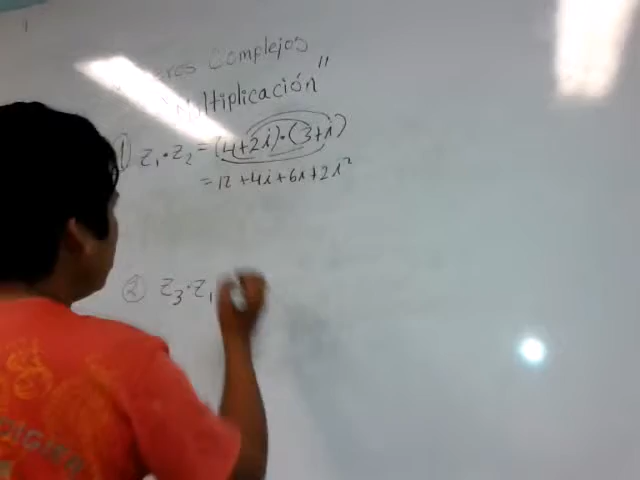 Complejos
"Multiplicación"
1) z₁·z₂ = (4+2i)·(3+i)
= 12 +4i+6i+2i²
2 z₃·z₁